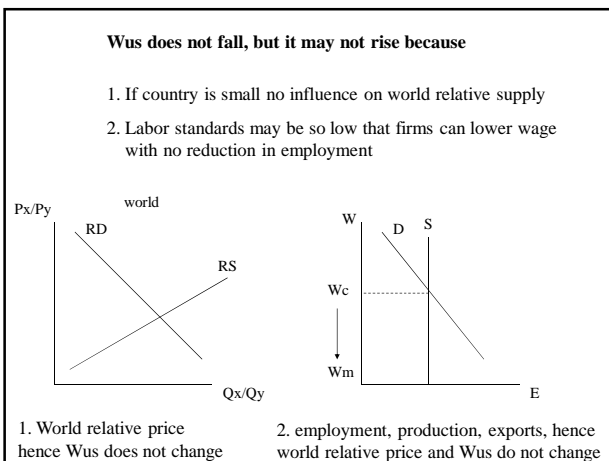 Wus does not fall, but it may not rise because
1. If country is small no influence on world relative supply
2. Labor standards may be so low that firms can lower wage
with no reduction in employment
Px/Py
world
RD
RS
Qx/Qy
W
D
S
Wc
Wm
E
1. World relative price
hence Wus does not change
2. employment, production, exports, hence
world relative price and Wus do not change